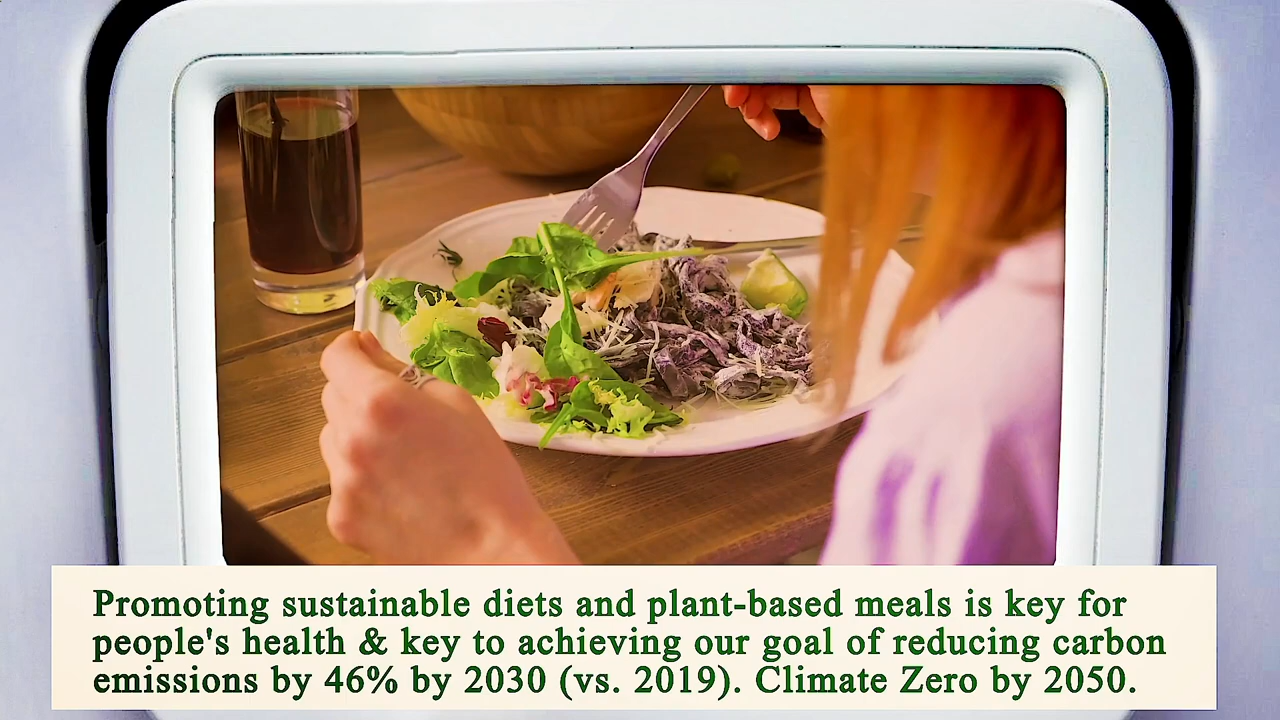 Promoting sustainable diets and plant-based meals is key for
people's health & key to achieving our goal of reducing carbon
emissions by 46% by 2030 (vs. 2019). Climate Zero by 2050.